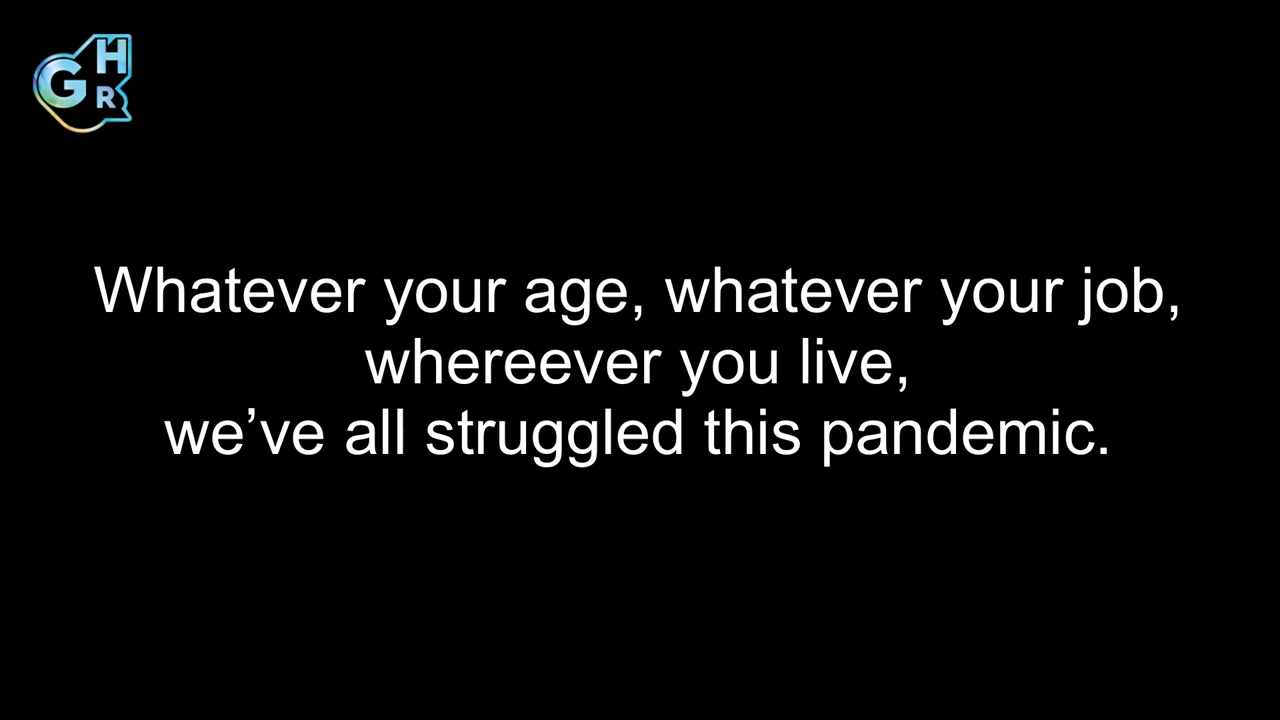 GHR
Whatever your age, whatever your job,
whereever you live,
we’ve all struggled this pandemic.